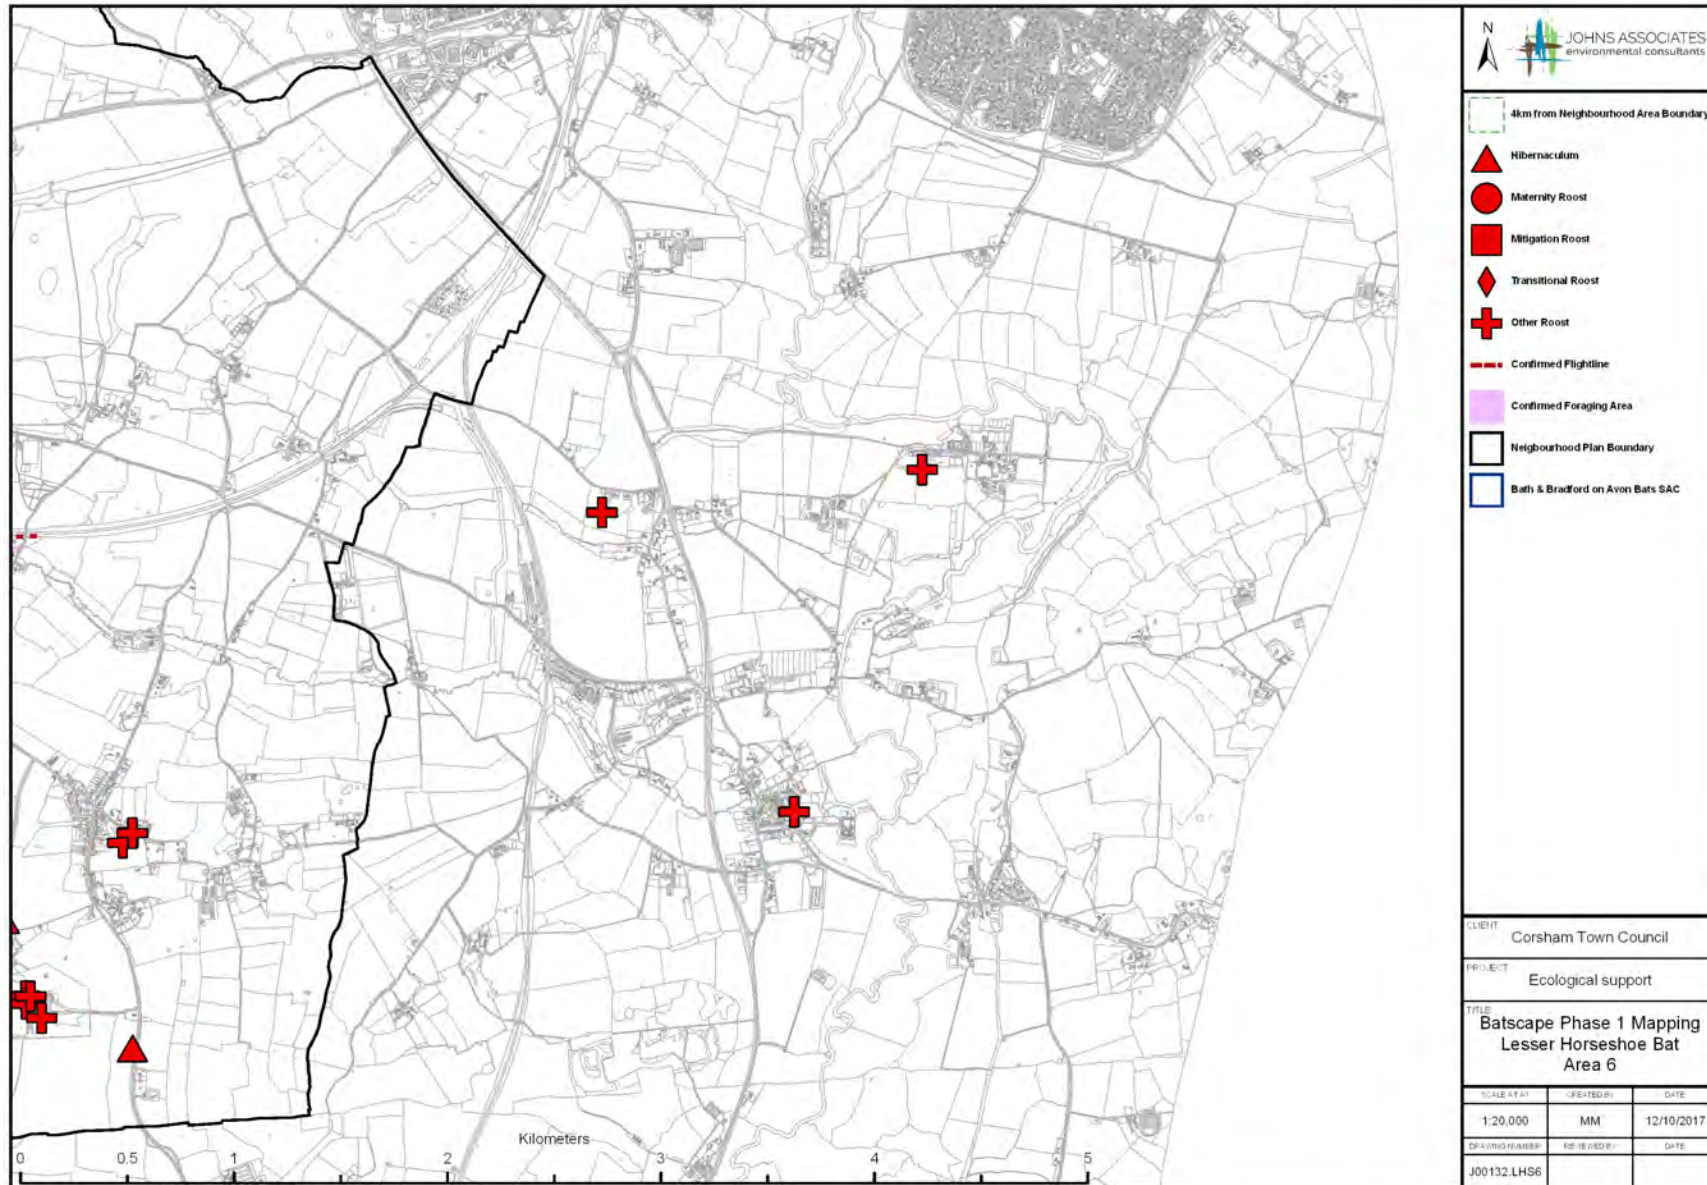 N
JOHNS ASSOCIATES
environmental consultants
4km from Neighbourhood Area Boundary
Hibernaculum
Maternity Roost
Mitigation Roost
Transitional Roost
Other Roost
Confirmed Flightline
Confirmed Foraging Area
Neigbourhood Plan Boundary
Bath & Bradford on Avon Bats SAC
CLIENT
Corsham Town Council
PROJECT
Ecological support
TITLE
Batscape Phase 1 Mapping
Lesser Horseshoe Bat
Area 6
SCALE AT A1 CREATED BY DATE
1:20,000 MM 12/10/2017
DRAWING NUMBER REVIEWED BY DATE
J00132.LHS6
Kilometers
0 0.5 1 2 3 4 5